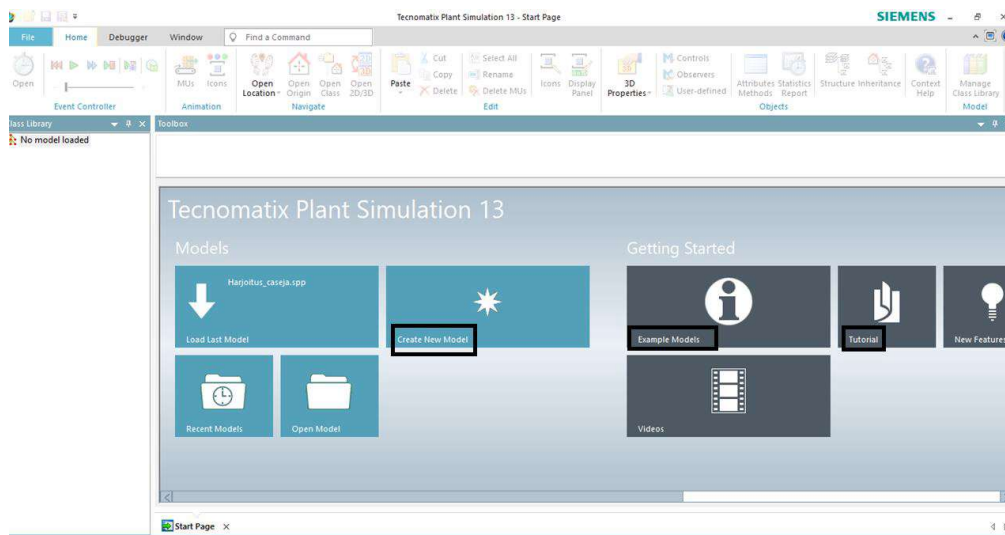 Tecnomatix Plant Simulation 13 - Start Page
SIEMENS
File Home Debugger Window Find a Command
Open
Event Controller
MUs Icons
Animation
Open Location
Open Origin
Open Class
Open 2D/3D
Navigate
Paste
Cut
Copy
Delete
Select All
Rename
Delete MUs
Icons
Display Panel
Edit
3D Properties
Controls
Observers
User-defined
Attributes Methods
Statistics Report
Structure Inheritance
Objects
Context Help
Manage Class Library
Model
Class Library
Toolbox
No model loaded
Tecnomatix Plant Simulation 13
Models
Getting Started
Harjoitus_caseja.spp
Load Last Model
Create New Model
Example Models
Tutorial
New Features
Recent Models
Open Model
Videos
Start Page